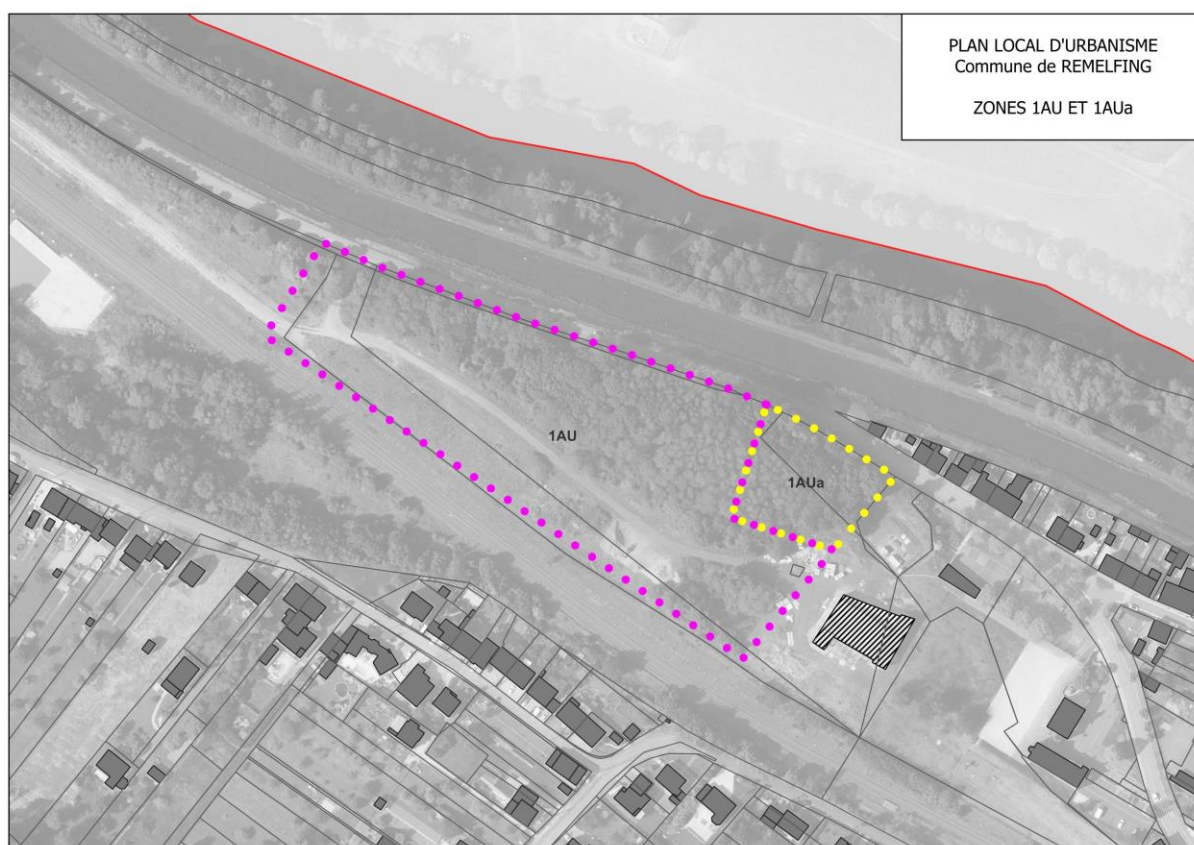 PLAN LOCAL D'URBANISME
Commune de REMELFING
ZONES 1AU ET 1AUa
1AU
1AUa